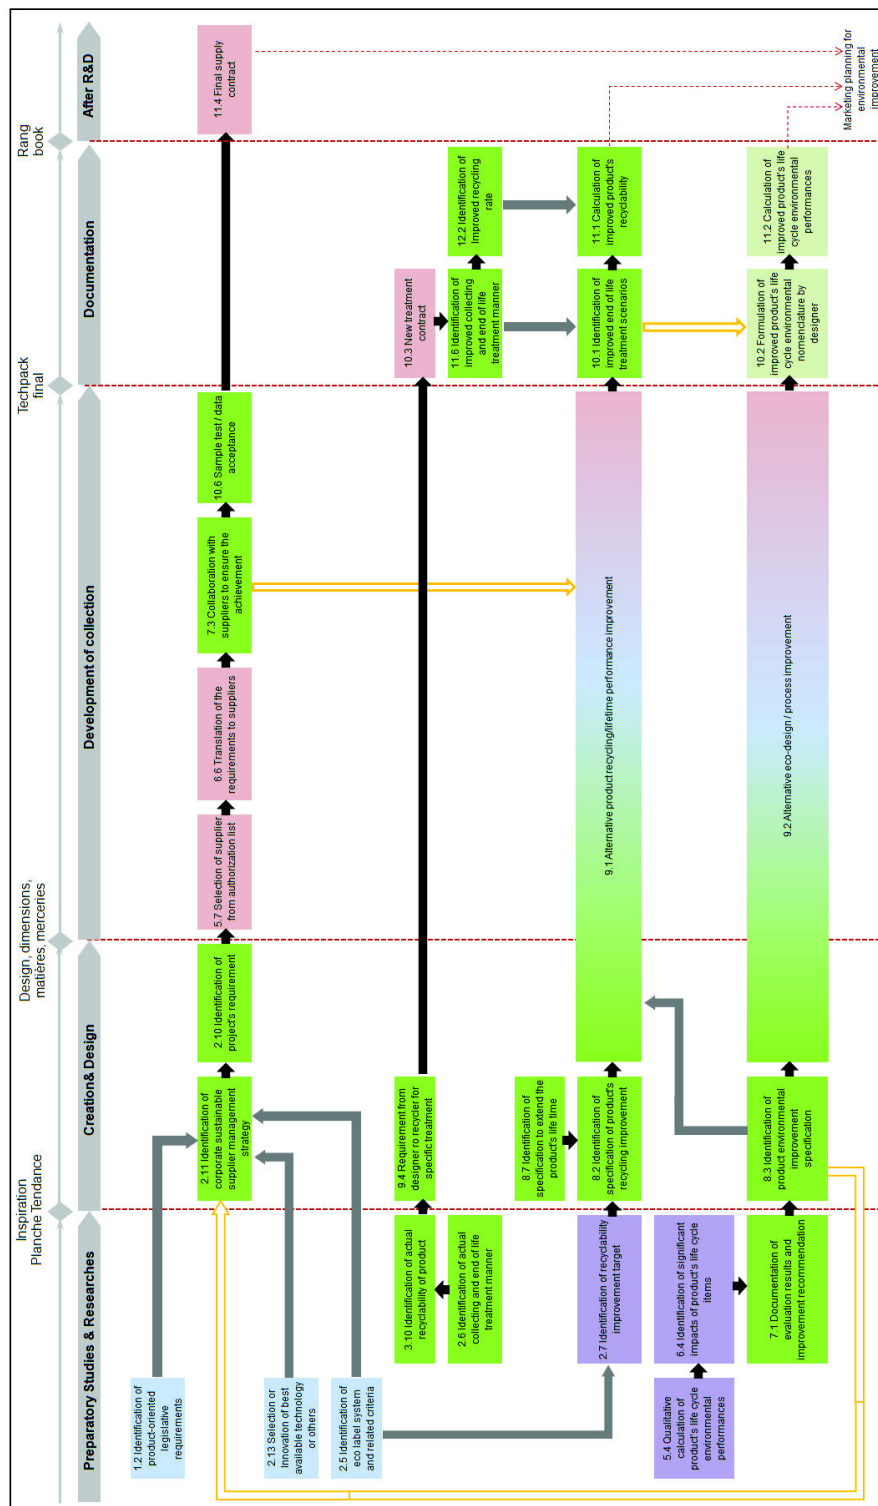 Inspiration
Planche Tendance
Design, dimensions,
matières, merceries
Techpack
final
Rang
book
Preparatory Studies & Researches
Creation& Design
Development of collection
Documentation
After R&D
1.2 Identification of
product-oriented
legislative
requirements
2.13 Selection or
Innovation of best
available technology
or others
2.5 Identification of
eco label system
and related criteria
2.11 Identification of
corporate sustainable
supplier management
strategy
2.10 Identification of
project's requirement
5.7 Selection of supplier
from authorization list
6.6 Translation of the
requirements to suppliers
7.3 Collaboration with
suppliers to ensure the
achievement
10.6 Sample test / data
acceptance
11.4 Final supply
contract
3.10 Identification of actual
recyclability of product
2.6 Identification of actual
collecting and end of life
treatment manner
9.4 Requirement from
designer ro recycler for
specific treatment
10.3 New treatment
contract
11.6 Identification of
improved collecting
and end of life
treatment manner
12.2 Identification of
Improved recycling
rate
8.7 Identification of
specification to extend the
product's life time
2.7 Identification of recyclability
improvement target
8.2 Identification of
specification of product's
recycling improvement
9.1 Alternative product recycling/lifetime performance improvement
10.1 Identification of
improved end of life
treatment scenarios
11.1 Calculation of
improved product's
recyclability
5.4 Qualitative
calculation of
product's life cycle
environmental
performances
6.4 Identification of significant
impacts of product's life cycle
items
7.1 Documentation of
evaluation results and
improvement recommendation
8.3 Identification of
product environmental
improvement
specification
9.2 Alternative eco-design / process improvement
10.2 Formulation of
improved product's life
cycle environmental
nomenclature by
designer
11.2 Calculation of
improved product's life
cycle environmental
performances
Marketing planning for
environmental
improvement